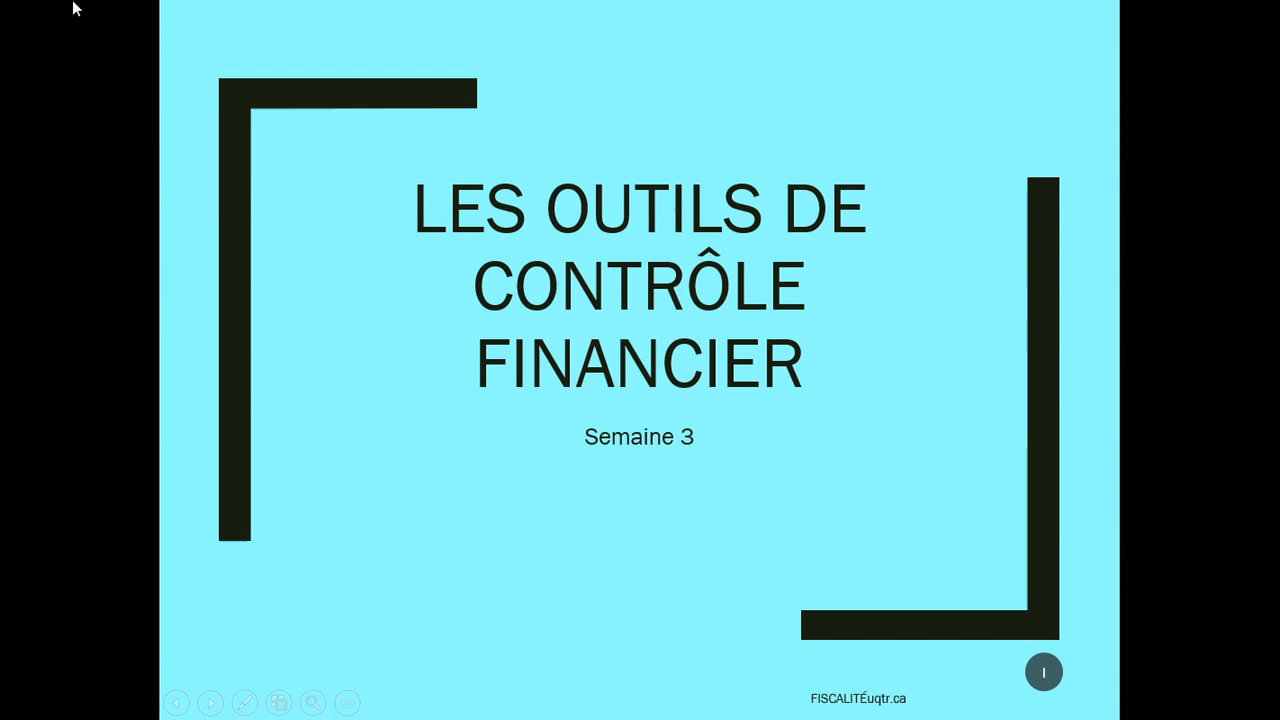 LES OUTILS DE
CONTRÔLE
FINANCIER
Semaine 3
1
FISCALITÉuqtr.ca